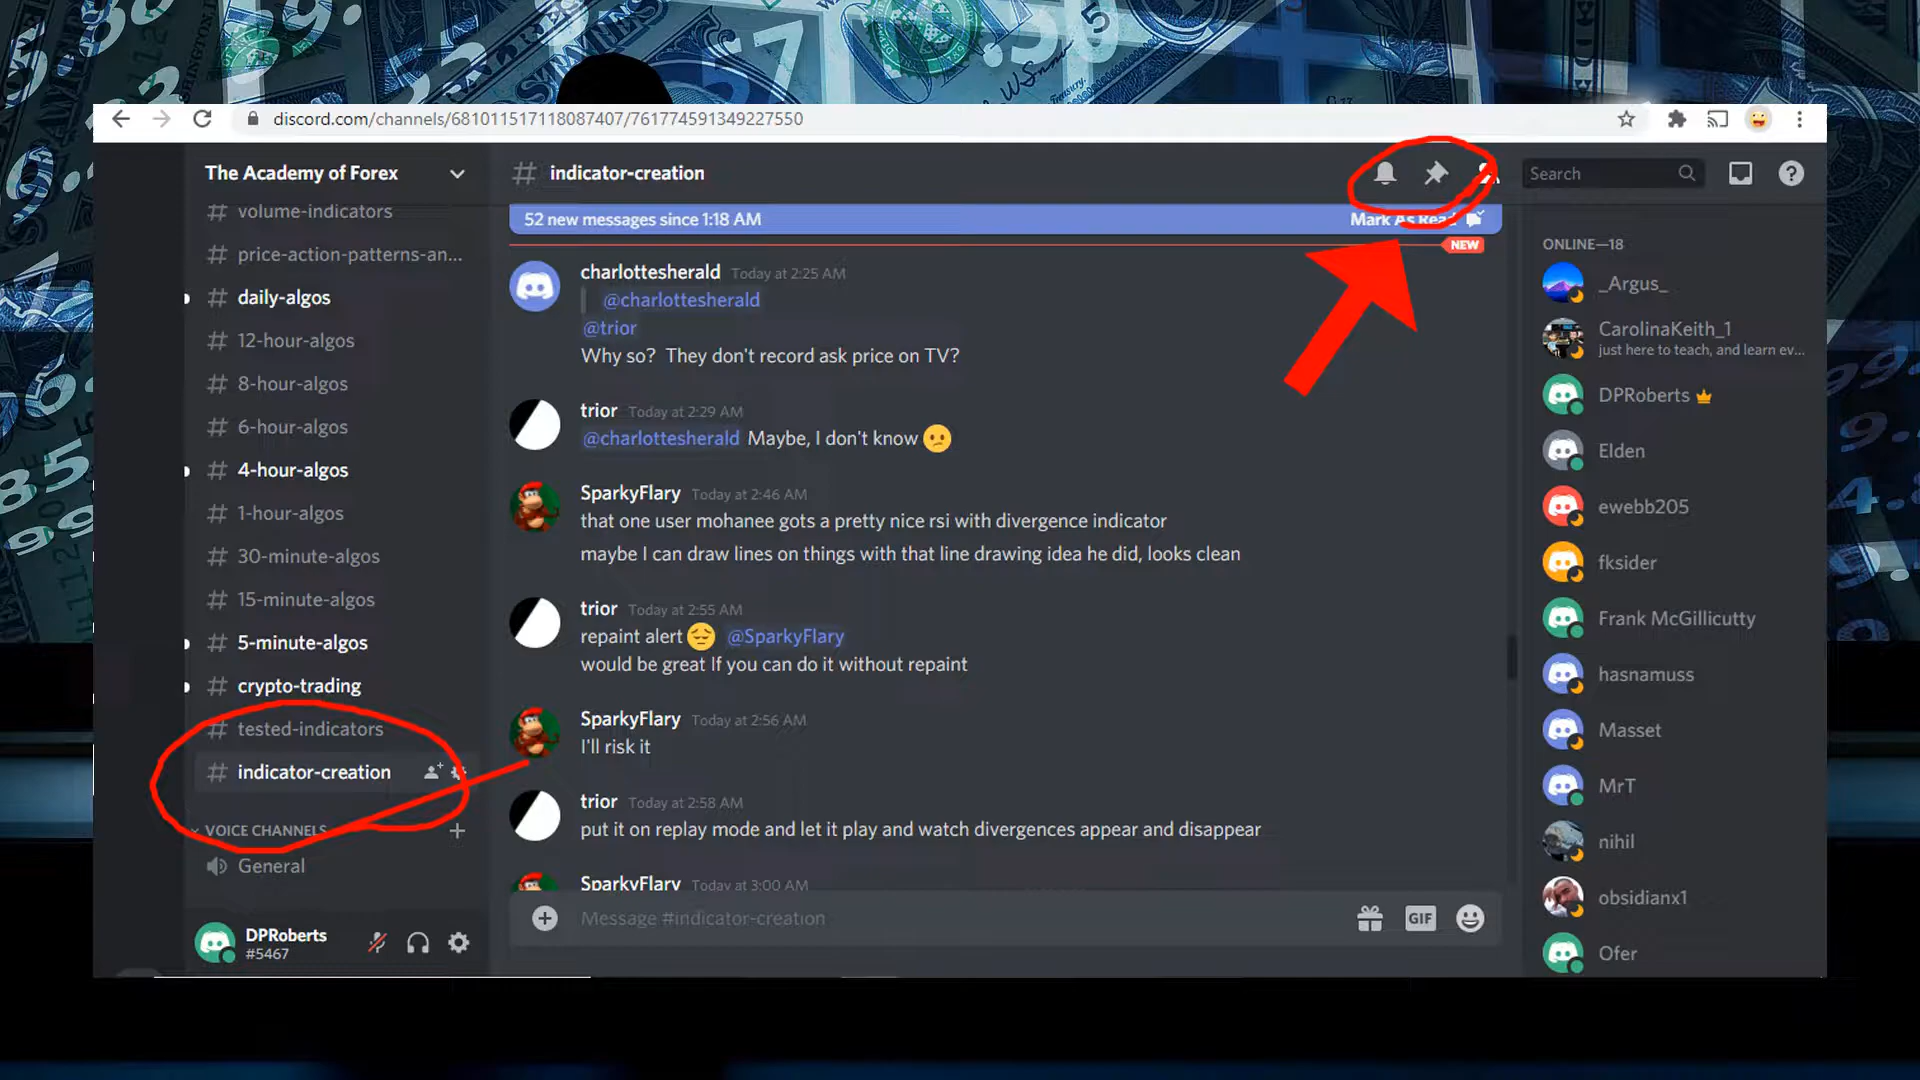 discord.com/channels/681011517118087407/761774591349227550
The Academy of Forex
# volume-indicators
# price-action-patterns-an...
# daily-algos
# 12-hour-algos
# 8-hour-algos
# 6-hour-algos
# 4-hour-algos
# 1-hour-algos
# 30-minute-algos
# 15-minute-algos
# 5-minute-algos
# crypto-trading
# tested-indicators
# indicator-creation
VOICE CHANNELS
General
DPRoberts
#5467
# indicator-creation
Search
52 new messages since 1:18 AM
Mark As Read
NEW
charlottesherald Today at 2:25 AM
@charlottesherald
@trior
Why so? They don't record ask price on TV?
trior Today at 2:29 AM
@charlottesherald Maybe, I don't know 😕
SparkyFlary Today at 2:46 AM
that one user mohanee gots a pretty nice rsi with divergence indicator
maybe I can draw lines on things with that line drawing idea he did, looks clean
trior Today at 2:55 AM
repaint alert 😔 @SparkyFlary
would be great If you can do it without repaint
SparkyFlary Today at 2:56 AM
I'll risk it
trior Today at 2:58 AM
put it on replay mode and let it play and watch divergences appear and disappear
SparkyFlary Today at 3:00 AM
Message #indicator-creation
GIF
ONLINE—18
_Argus_
CarolinaKeith_1
just here to teach, and learn ev...
DPRoberts
Elden
ewebb205
fksider
Frank McGillicutty
hasnamuss
Masset
MrT
nihil
obsidianx1
Ofer